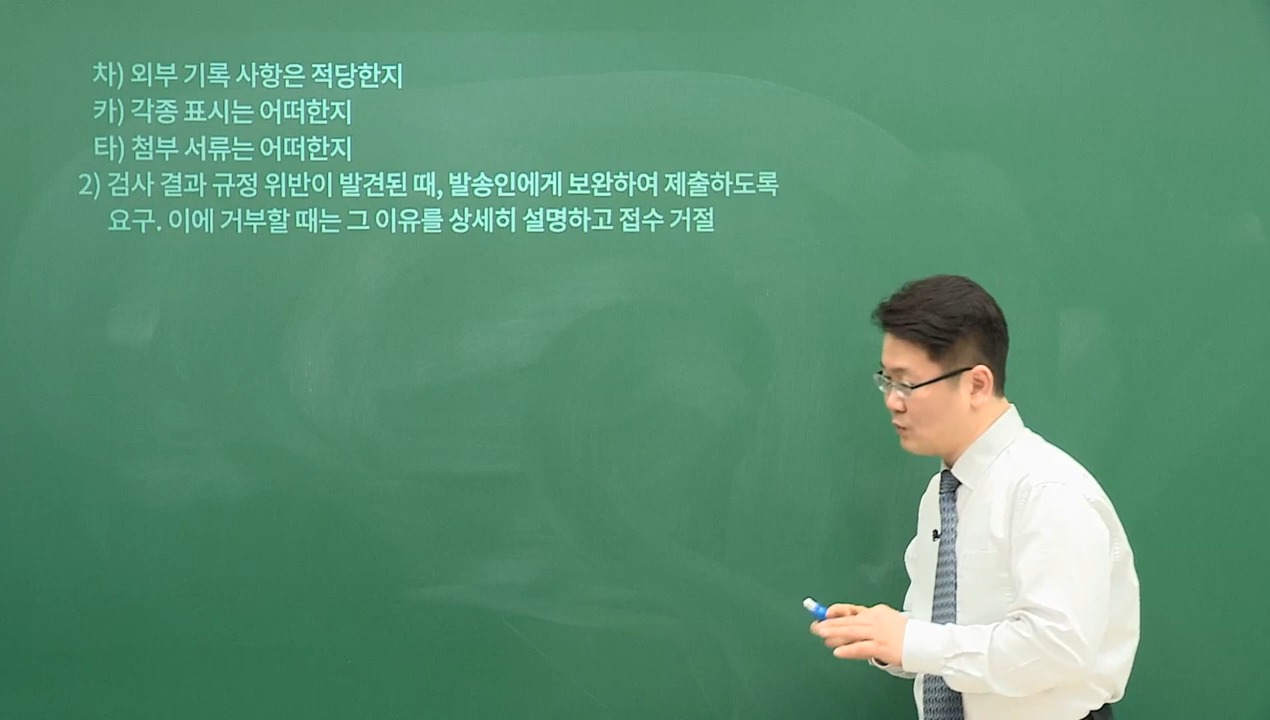 차) 외부 기록 사항은 적당한지
카) 각종 표시는 어떠한지
타) 첨부 서류는 어떠한지
2) 검사 결과 규정 위반이 발견된 때, 발송인에게 보완하여 제출하도록
요구. 이에 거부할 때는 그 이유를 상세히 설명하고 접수 거절